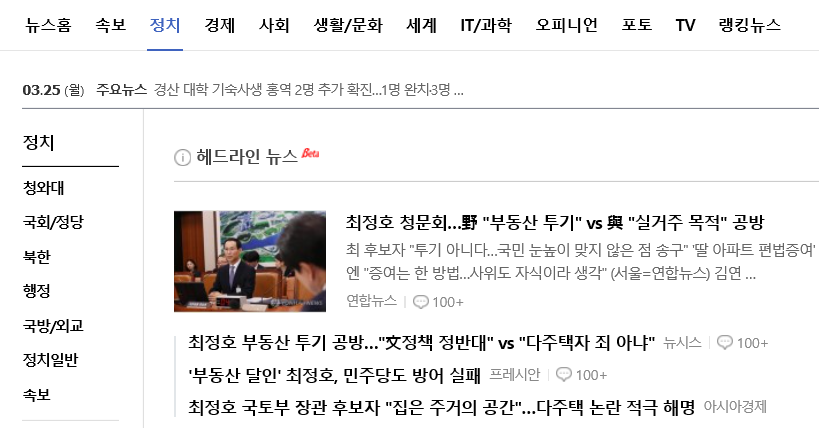 뉴스홈 속보 정치 경제 사회 생활/문화 세계 IT/과학 오피니언 포토 TV 랭킹뉴스
03.25 (월) 주요뉴스 경산 대학 기숙사생 홍역 2명 추가 확진…1명 완치·3명 ...
정치
청와대
국회/정당
북한
행정
국방/외교
정치일반
속보
헤드라인 뉴스 Beta
최정호 청문회…野 "부동산 투기" vs 與 "실거주 목적" 공방
최 후보자 "투기 아니다…국민 눈높이 맞지 않은 점 송구" '딸 아파트 편법증여'
엔 "증여는 한 방법…사위도 자식이라 생각" (서울=연합뉴스) 김연 ...
연합뉴스 100+
최정호 부동산 투기 공방…"文정책 정반대" vs "다주택자 죄 아냐" 뉴시스 100+
'부동산 달인' 최정호, 민주당도 방어 실패 프레시안 100+
최정호 국토부 장관 후보자 "집은 주거의 공간"…다주택 논란 적극 해명 아시아경제